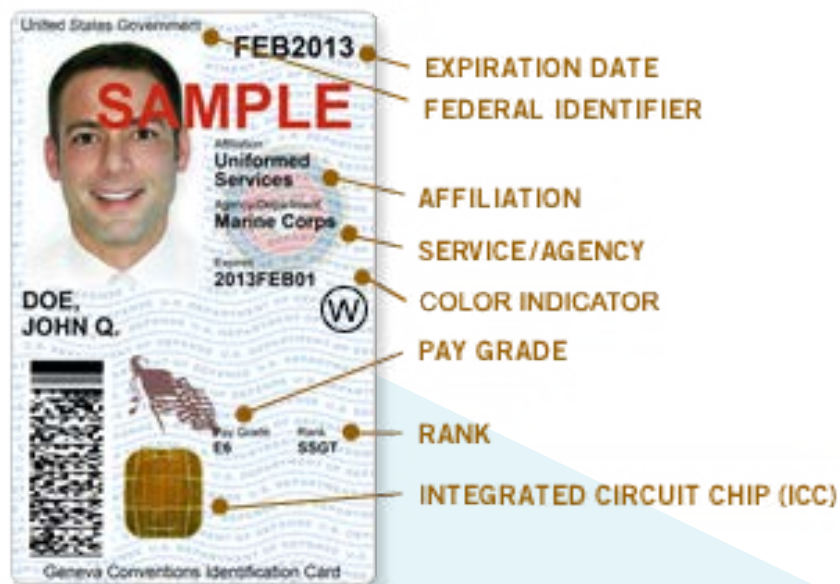 United States Government
FEB2013
SAMPLE
Affiliation
Uniformed
Services
Agency/Department
Marine Corps
Expires
2013FEB01
DOE,
JOHN Q.
W
Pay Grade
E6
Rank
SSGT
Geneva Conventions Identification Card
EXPIRATION DATE
FEDERAL IDENTIFIER
AFFILIATION
SERVICE/AGENCY
COLOR INDICATOR
PAY GRADE
RANK
INTEGRATED CIRCUIT CHIP (ICC)